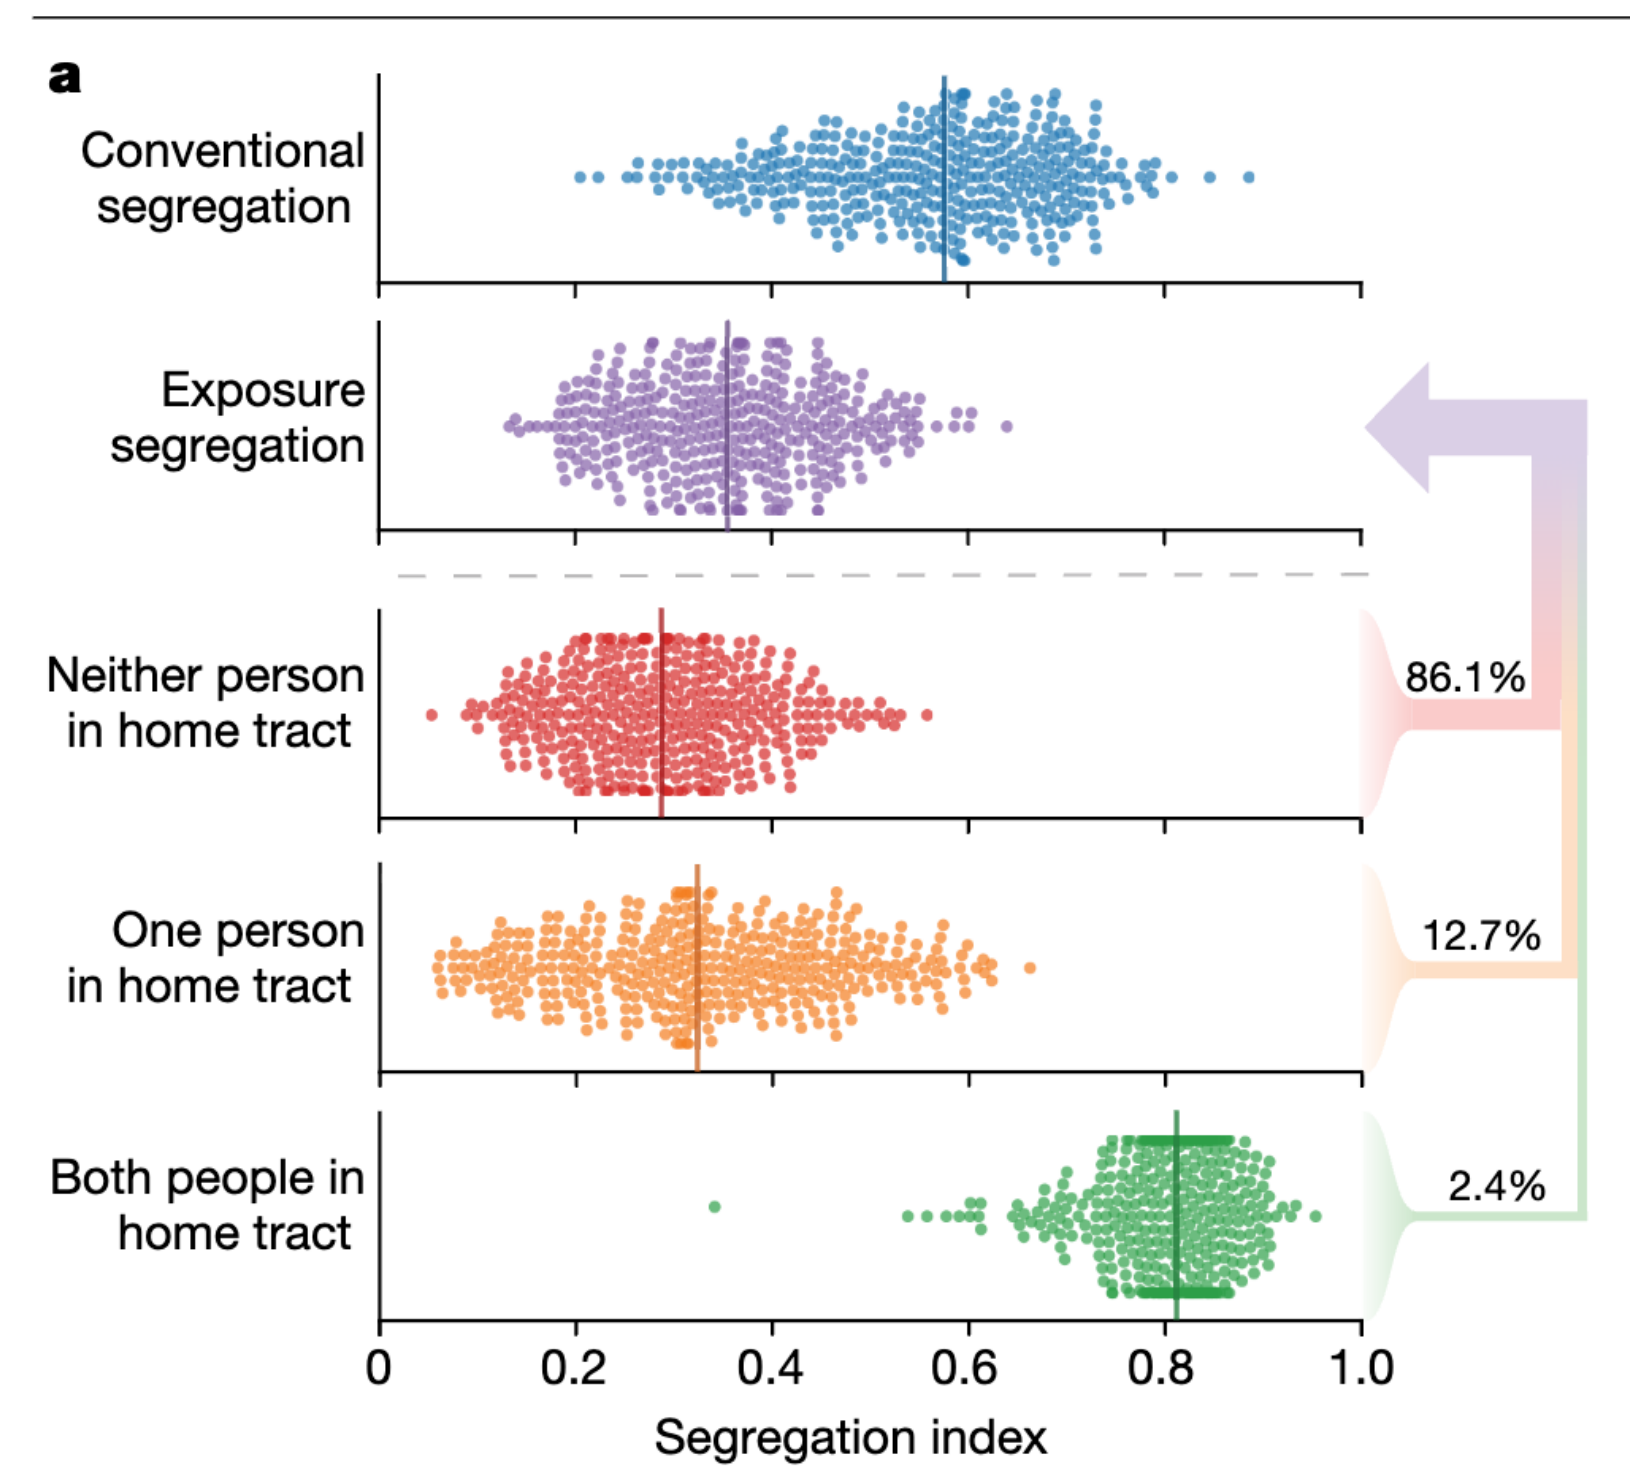 a
Conventional
segregation
Exposure
segregation
Neither person
in home tract
86.1%
One person
in home tract
12.7%
Both people in
home tract
2.4%
0 0.2 0.4 0.6 0.8 1.0
Segregation index